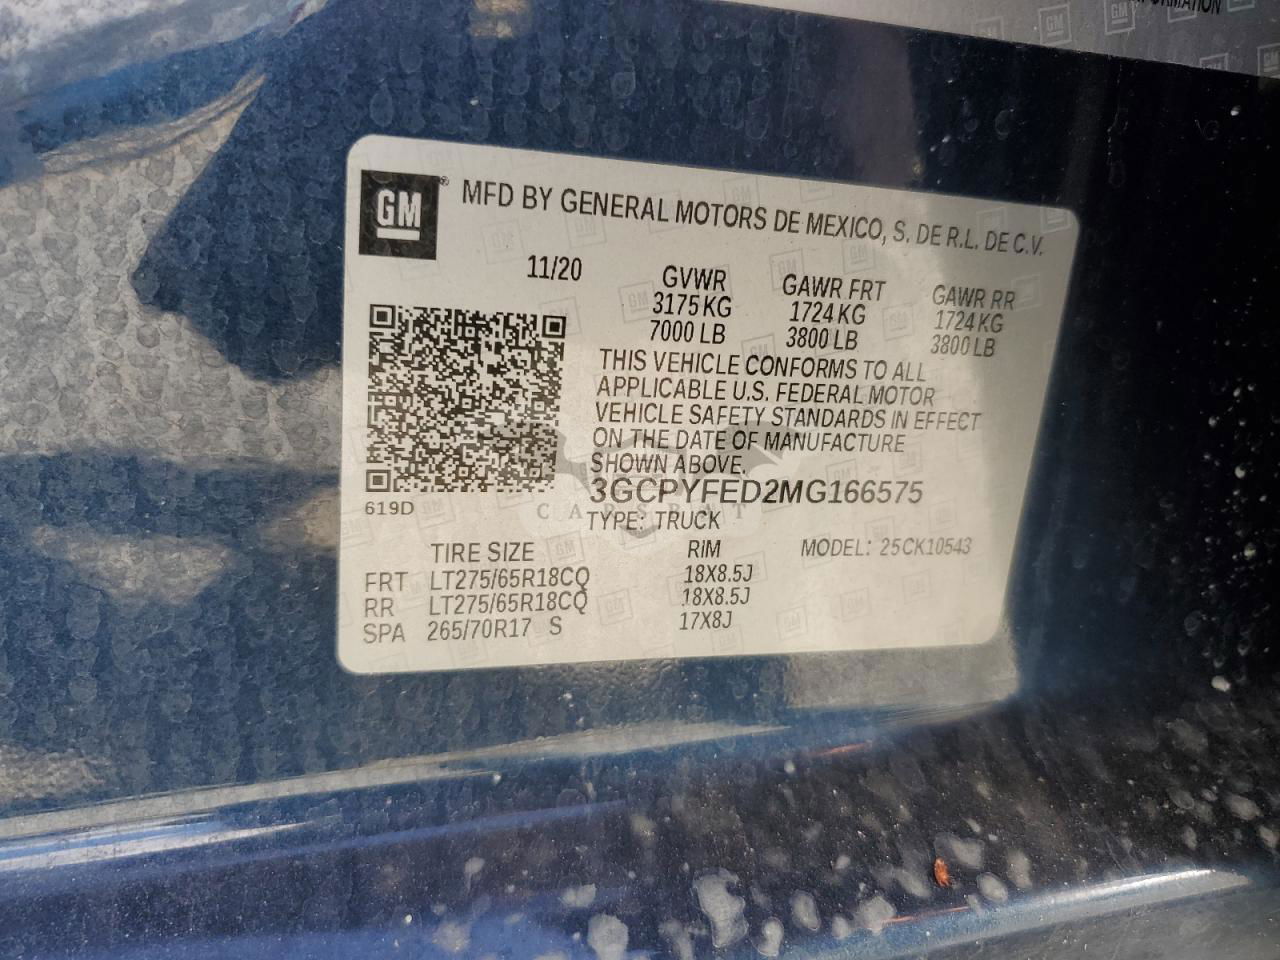 FORMATION
GM® MFD BY GENERAL MOTORS DE MEXICO, S. DE R.L. DE C.V.
11/20 GVWR GAWR FRT GAWR RR
3175 KG 1724 KG 1724 KG
7000 LB 3800 LB 3800 LB
THIS VEHICLE CONFORMS TO ALL
APPLICABLE U.S. FEDERAL MOTOR
VEHICLE SAFETY STANDARDS IN EFFECT
ON THE DATE OF MANUFACTURE
SHOWN ABOVE.
3GCPYFED2MG166575
619D
TYPE: TRUCK
TIRE SIZE RIM MODEL: 25CK10543
FRT LT275/65R18CQ 18X8.5J
RR LT275/65R18CQ 18X8.5J
SPA 265/70R17 S 17X8J